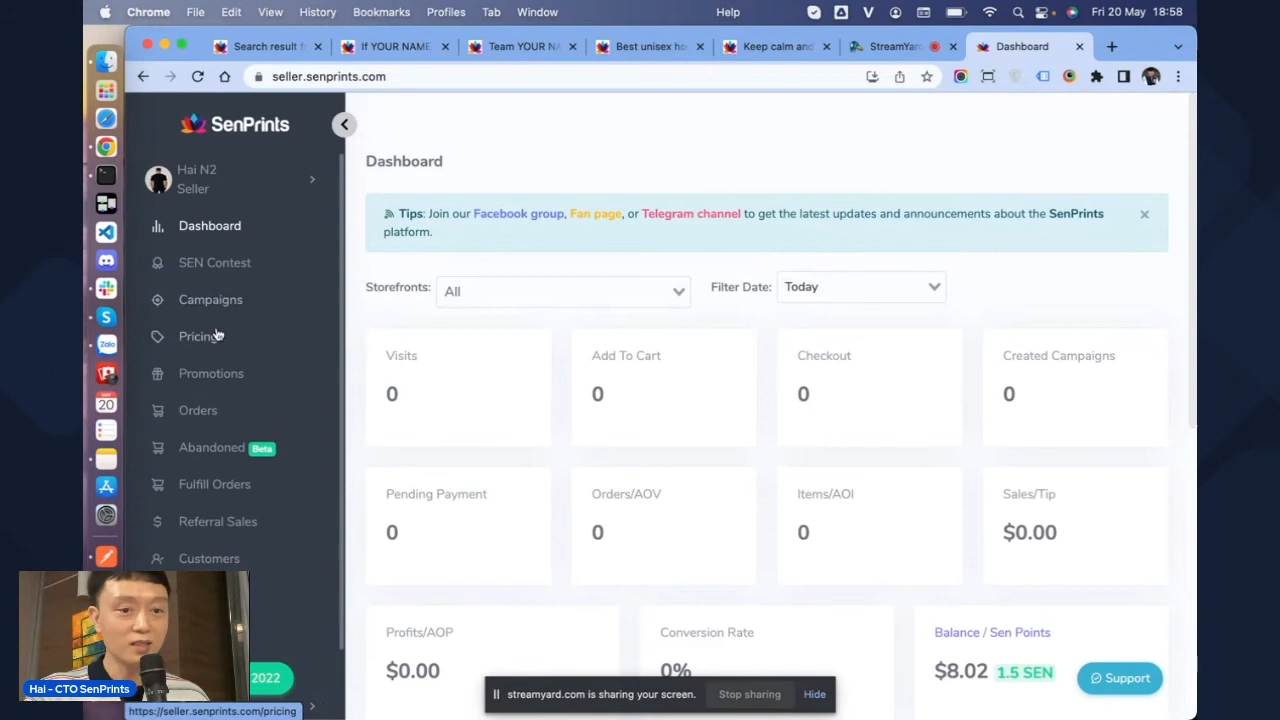 Chrome File Edit View History Bookmarks Profiles Tab Window Help Fri 20 May 18:58
Search result f
If YOUR NAME
Team YOUR N
Best unisex ho
Keep calm and
StreamYar
Dashboard
seller.senprints.com
SenPrints
Hai N2
Seller
Dashboard
SEN Contest
Campaigns
Pricing
Promotions
Orders
Abandoned Beta
Fulfill Orders
Referral Sales
Customers
2022
https://seller.senprints.com/pricing
Dashboard
Tips: Join our Facebook group, Fan page, or Telegram channel to get the latest updates and announcements about the SenPrints
platform.
Storefronts: All Filter Date: Today
Visits
0
Add To Cart
0
Checkout
0
Created Campaigns
0
Pending Payment
0
Orders/AOV
0
Items/AOI
0
Sales/Tip
$0.00
Profits/AOP
$0.00
Conversion Rate
0%
Balance / Sen Points
$8.02 1.5 SEN
Support
streamyard.com is sharing your screen. Stop sharing Hide
Hai - CTO SenPrints
Zalo
MAY
20